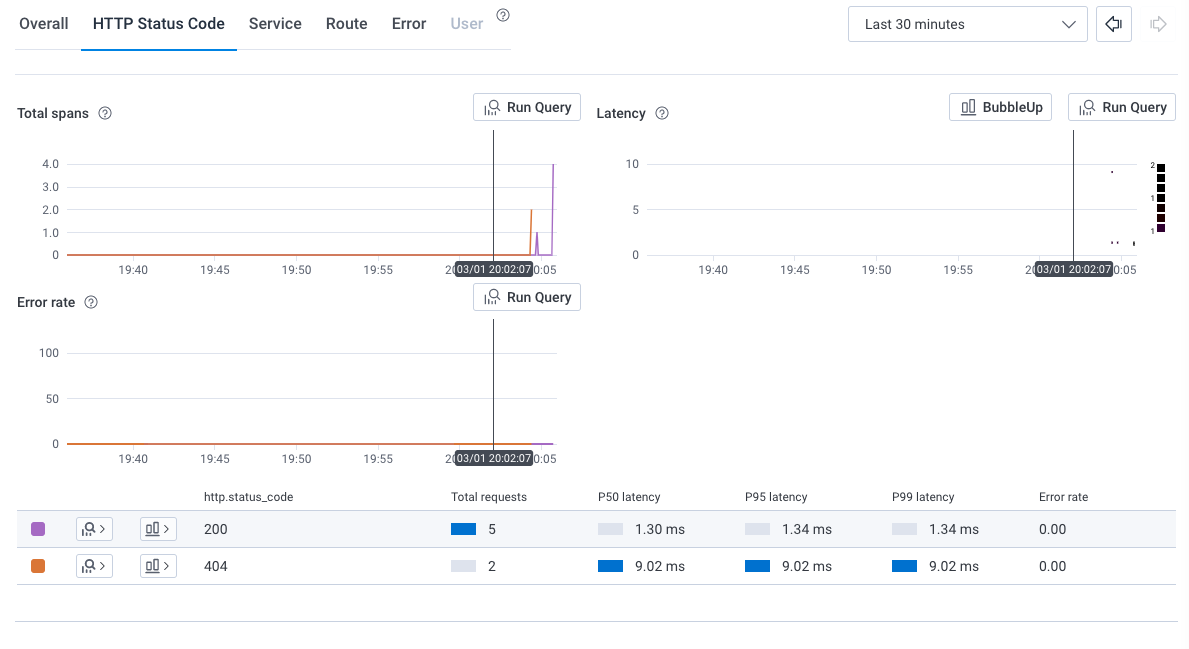 Overall HTTP Status Code Service Route Error User ?
Last 30 minutes
Total spans ? Run Query
4.0
3.0
2.0
1.0
0
19:40 19:45 19:50 19:55 20 03/01 20:02:07 0:05
Latency ? BubbleUp Run Query
10
5
0
2
1
1
19:40 19:45 19:50 19:55 20 03/01 20:02:07 0:05
Error rate ? Run Query
100
50
0
19:40 19:45 19:50 19:55 20 03/01 20:02:07 0:05
http.status_code Total requests P50 latency P95 latency P99 latency Error rate
200 5 1.30 ms 1.34 ms 1.34 ms 0.00
404 2 9.02 ms 9.02 ms 9.02 ms 0.00